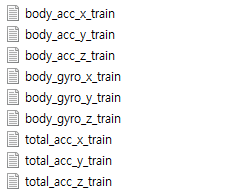 body_acc_x_train
body_acc_y_train
body_acc_z_train
body_gyro_x_train
body_gyro_y_train
body_gyro_z_train
total_acc_x_train
total_acc_y_train
total_acc_z_train